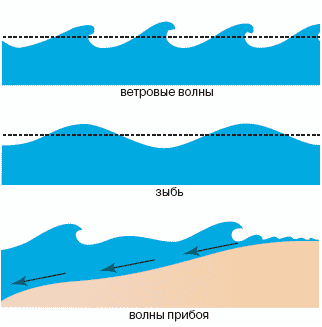 ветровые волны
зыбь
волны прибоя